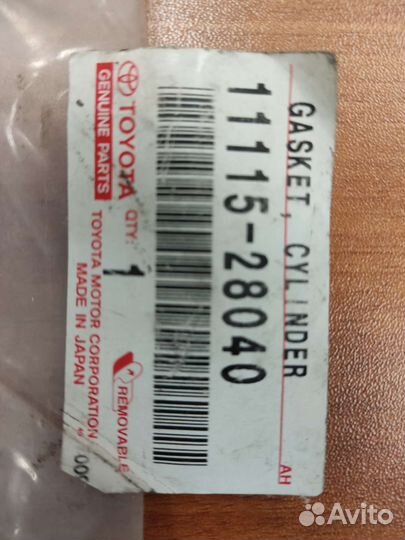 GASKET, CYLINDER
11115-28040
AH
TOYOTA
GENUINE PARTS
QTY:
1
TOYOTA MOTOR CORPORATION
MADE IN JAPAN
REMOVABLE
Avito